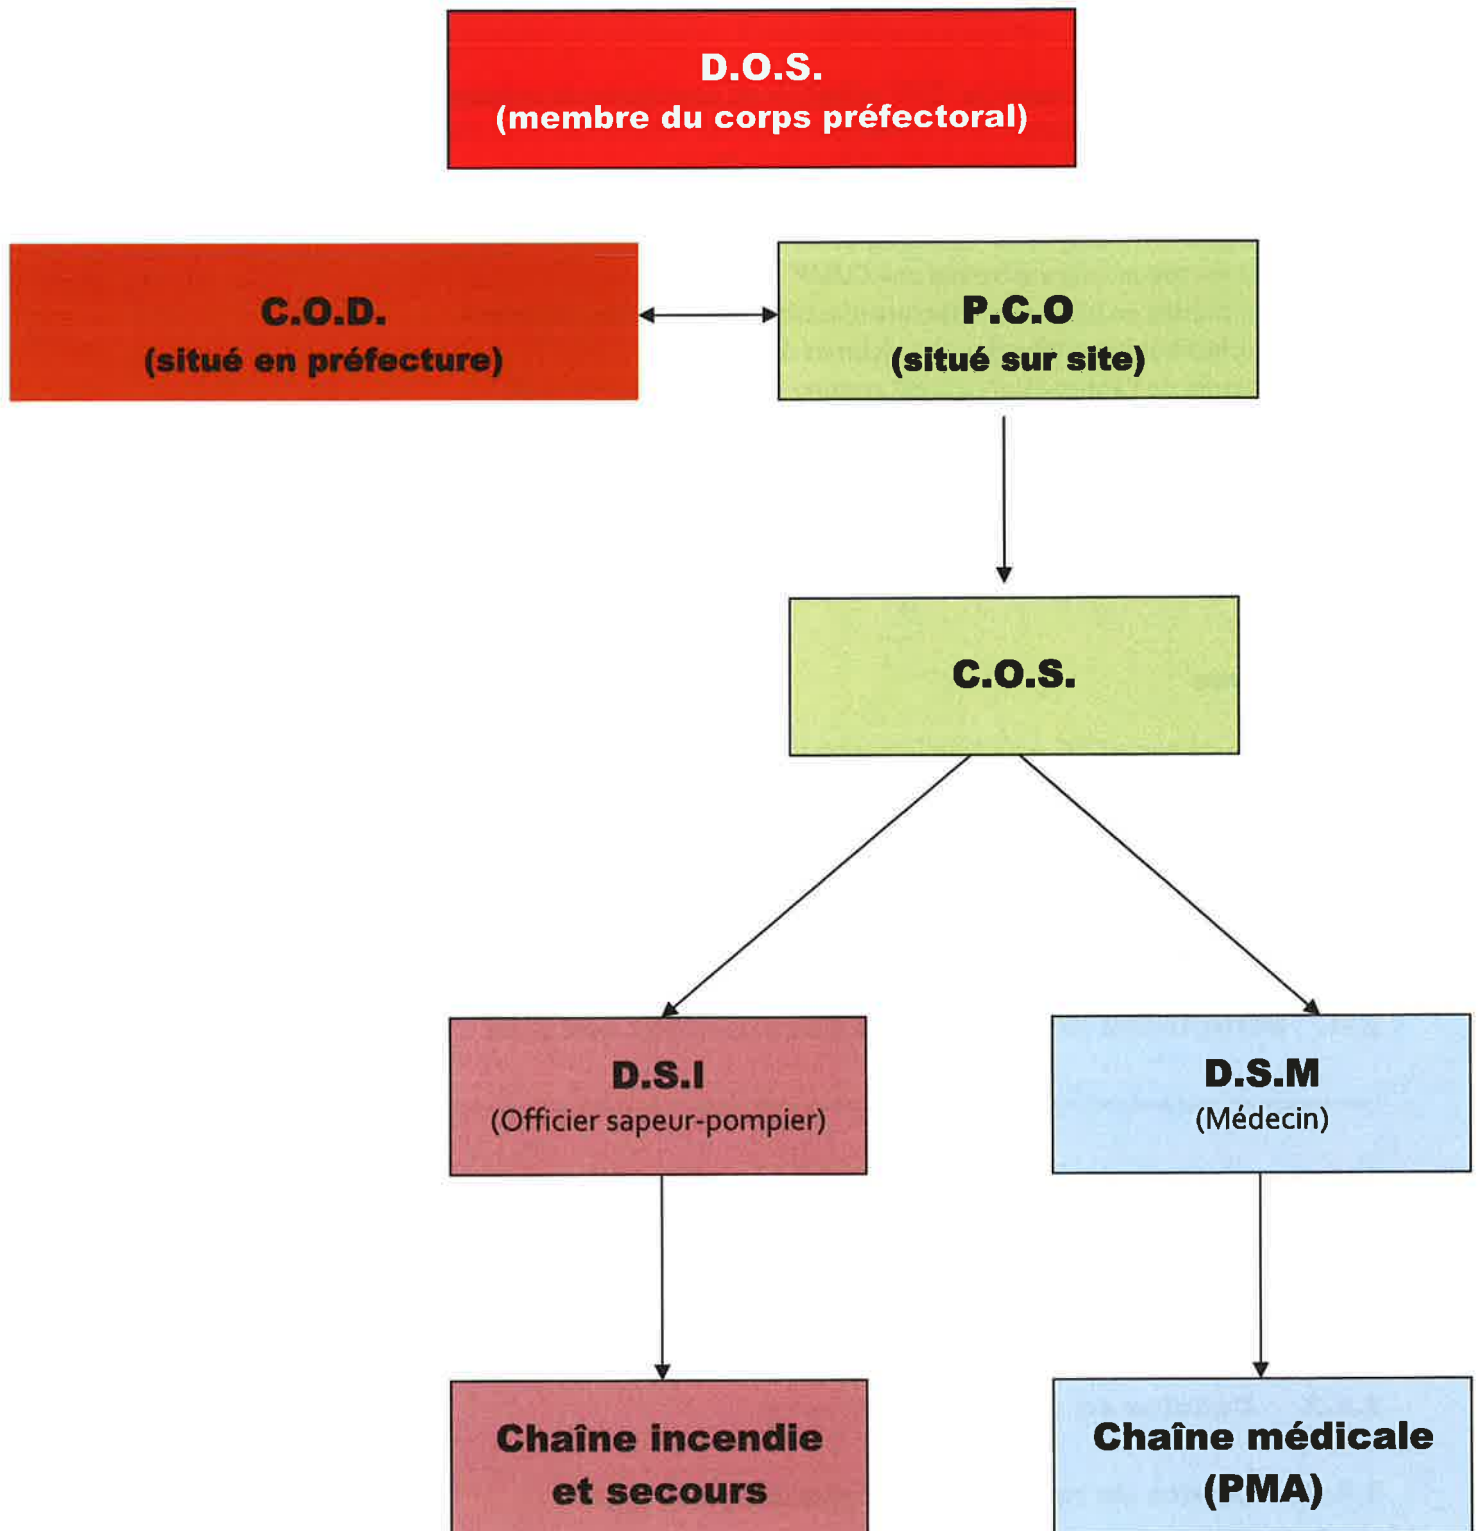 D.O.S.
(membre du corps préfectoral)
C.O.D.
(situé en préfecture)
P.C.O
(situé sur site)
C.O.S.
D.S.I
(Officier sapeur-pompier)
D.S.M
(Médecin)
Chaîne incendie
et secours
Chaîne médicale
(PMA)